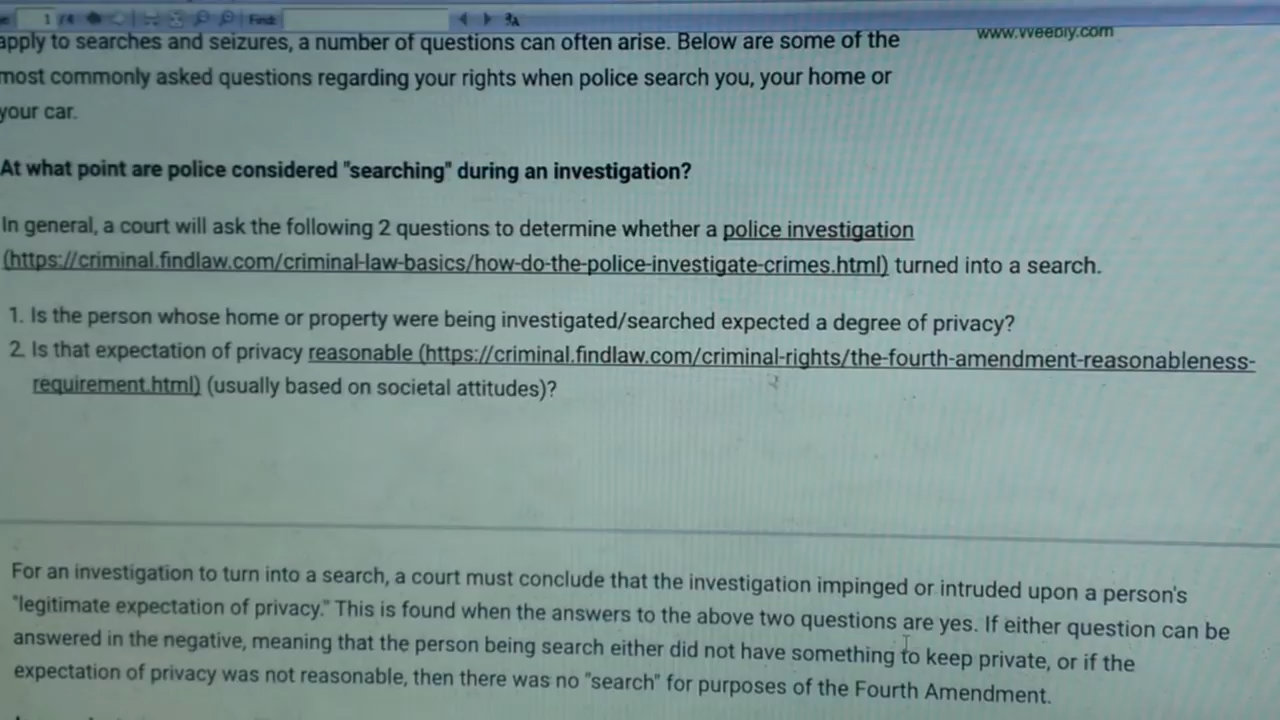 1 / 4 Find:
www.Weebly.com
apply to searches and seizures, a number of questions can often arise. Below are some of the
most commonly asked questions regarding your rights when police search you, your home or
your car.
At what point are police considered "searching" during an investigation?
In general, a court will ask the following 2 questions to determine whether a police investigation
(https://criminal.findlaw.com/criminal-law-basics/how-do-the-police-investigate-crimes.html) turned into a search.
1. Is the person whose home or property were being investigated/searched expected a degree of privacy?
2. Is that expectation of privacy reasonable (https://criminal.findlaw.com/criminal-rights/the-fourth-amendment-reasonableness-
requirement.html) (usually based on societal attitudes)?
For an investigation to turn into a search, a court must conclude that the investigation impinged or intruded upon a person's
"legitimate expectation of privacy." This is found when the answers to the above two questions are yes. If either question can be
answered in the negative, meaning that the person being search either did not have something to keep private, or if the
expectation of privacy was not reasonable, then there was no "search" for purposes of the Fourth Amendment.